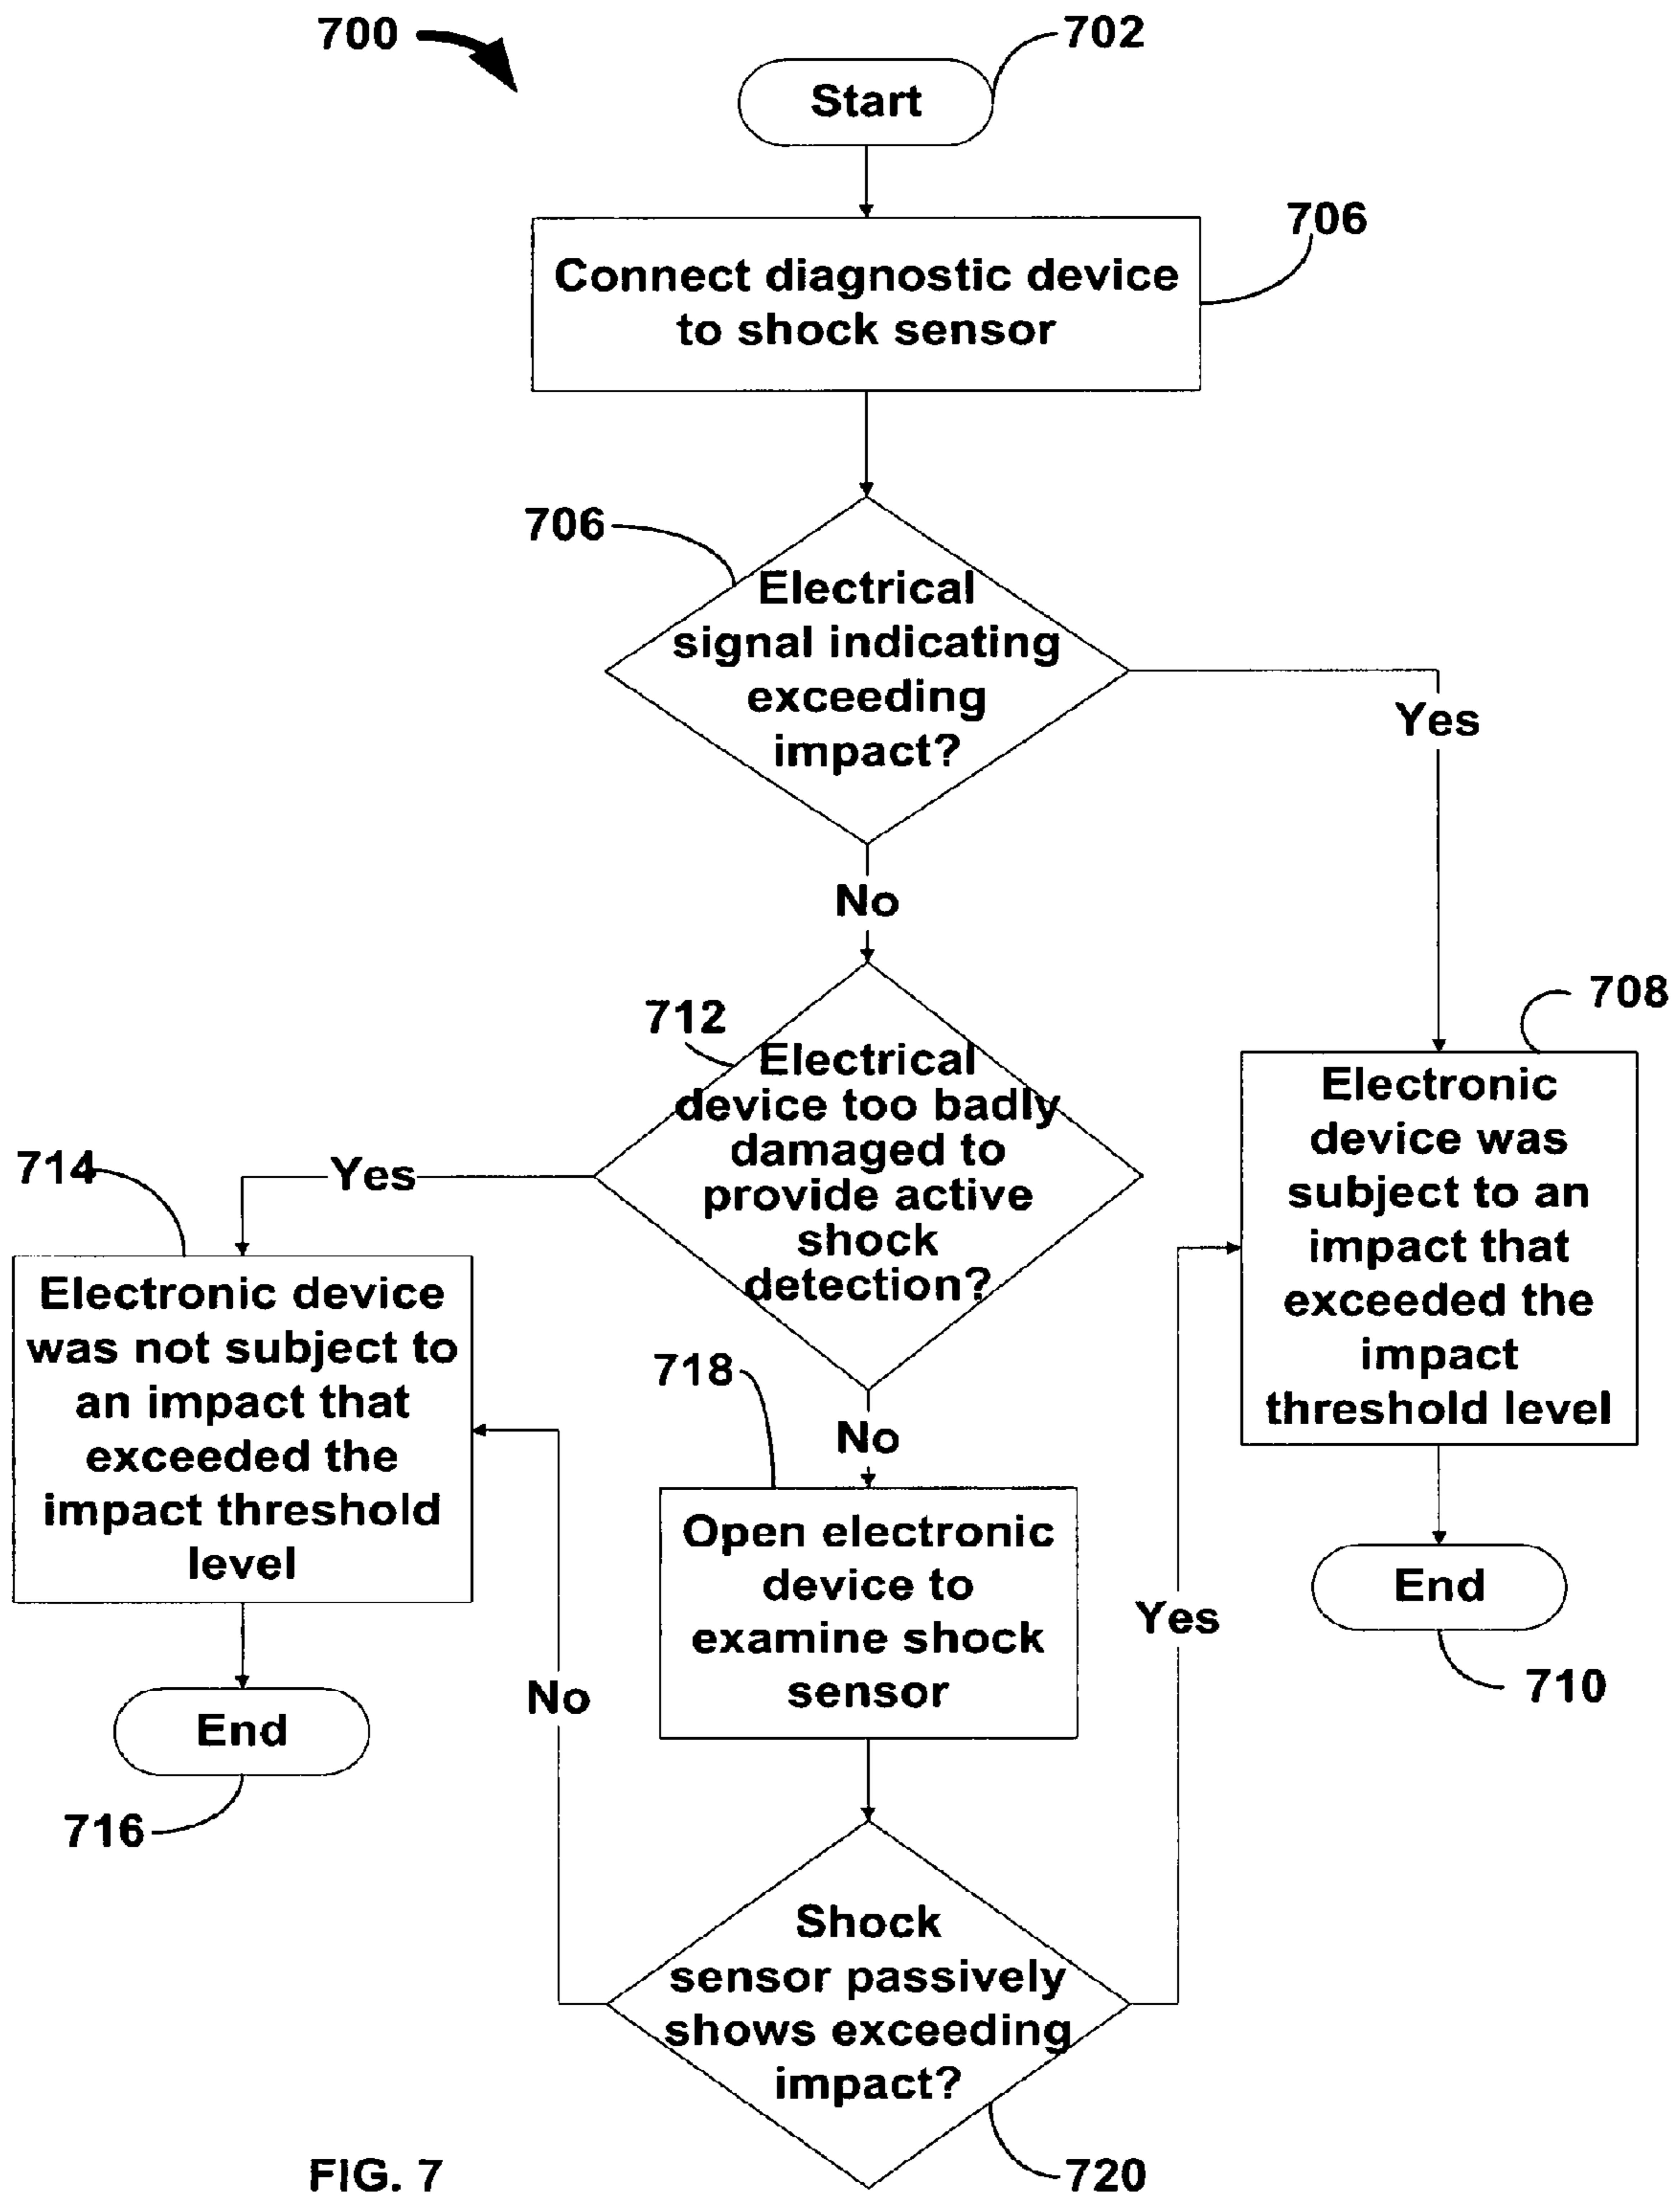 700
702
Start
706
Connect diagnostic device
to shock sensor
706
Electrical
signal indicating
exceeding
impact?
Yes
No
712
Electrical
device too badly
damaged to
provide active
shock
detection?
708
Electronic
device was
subject to an
impact that
exceeded the
impact
threshold level
714
Yes
Electronic device
was not subject to
an impact that
exceeded the
impact threshold
level
718
No
Open electronic
device to
examine shock
sensor
End
710
Yes
No
End
716
Shock
sensor passively
shows exceeding
impact?
720
FIG. 7